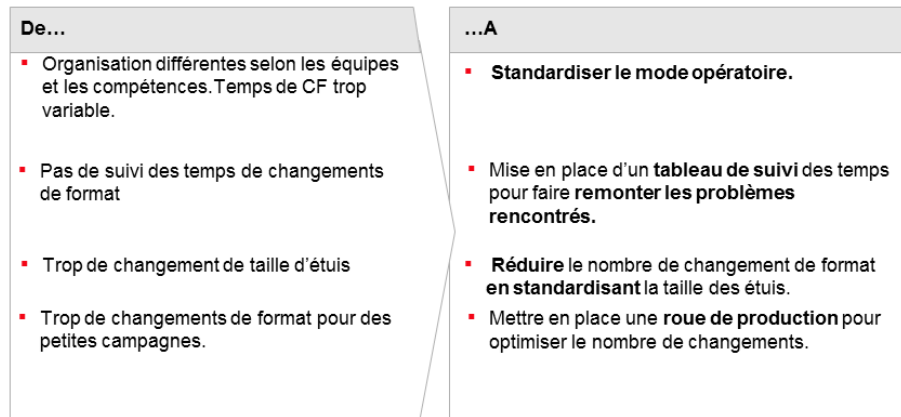 De…
▪ Organisation différentes selon les équipes
et les compétences.Temps de CF trop
variable.
▪ Pas de suivi des temps de changements
de format
▪ Trop de changement de taille d’étuis
▪ Trop de changements de format pour des
petites campagnes.
…A
▪ Standardiser le mode opératoire.
▪ Mise en place d’un tableau de suivi des temps
pour faire remonter les problèmes
rencontrés.
▪ Réduire le nombre de changement de format
en standardisant la taille des étuis.
▪ Mettre en place une roue de production pour
optimiser le nombre de changements.